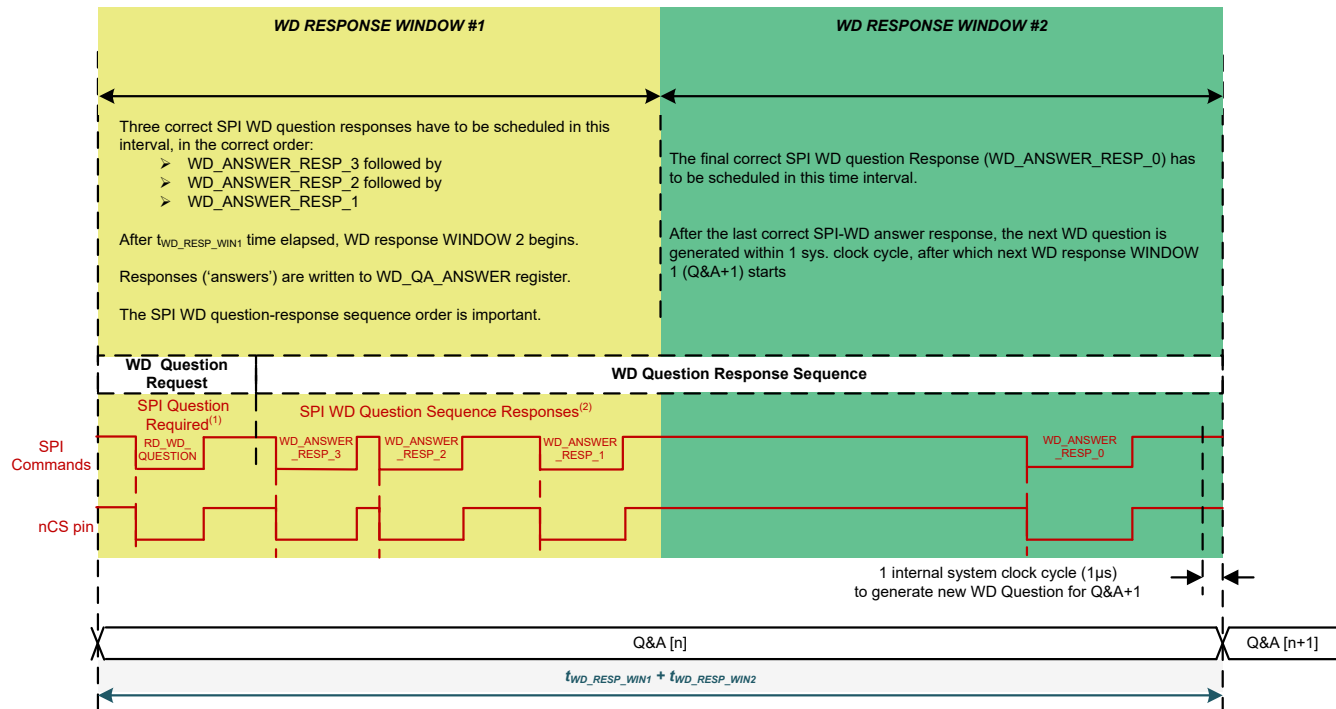 WD RESPONSE WINDOW #1
WD RESPONSE WINDOW #2
Three correct SPI WD question responses have to be scheduled in this
interval, in the correct order:
➢ WD_ANSWER_RESP_3 followed by
➢ WD_ANSWER_RESP_2 followed by
➢ WD_ANSWER_RESP_1
After tWD_RESP_WIN1 time elapsed, WD response WINDOW 2 begins.
Responses (‘answers’) are written to WD_QA_ANSWER register.
The SPI WD question-response sequence order is important.
The final correct SPI WD question Response (WD_ANSWER_RESP_0) has
to be scheduled in this time interval.
After the last correct SPI-WD answer response, the next WD question is
generated within 1 sys. clock cycle, after which next WD response WINDOW
1 (Q&A+1) starts
WD Question
Request
WD Question Response Sequence
SPI Question
Required(1)
SPI WD Question Sequence Responses(2)
SPI
Commands
RD_WD_
QUESTION
WD_ANSWER
_RESP_3
WD_ANSWER
_RESP_2
WD_ANSWER
_RESP_1
WD_ANSWER
_RESP_0
nCS pin
1 internal system clock cycle (1µs)
to generate new WD Question for Q&A+1
Q&A [n]
Q&A [n+1]
tWD_RESP_WIN1 + tWD_RESP_WIN2